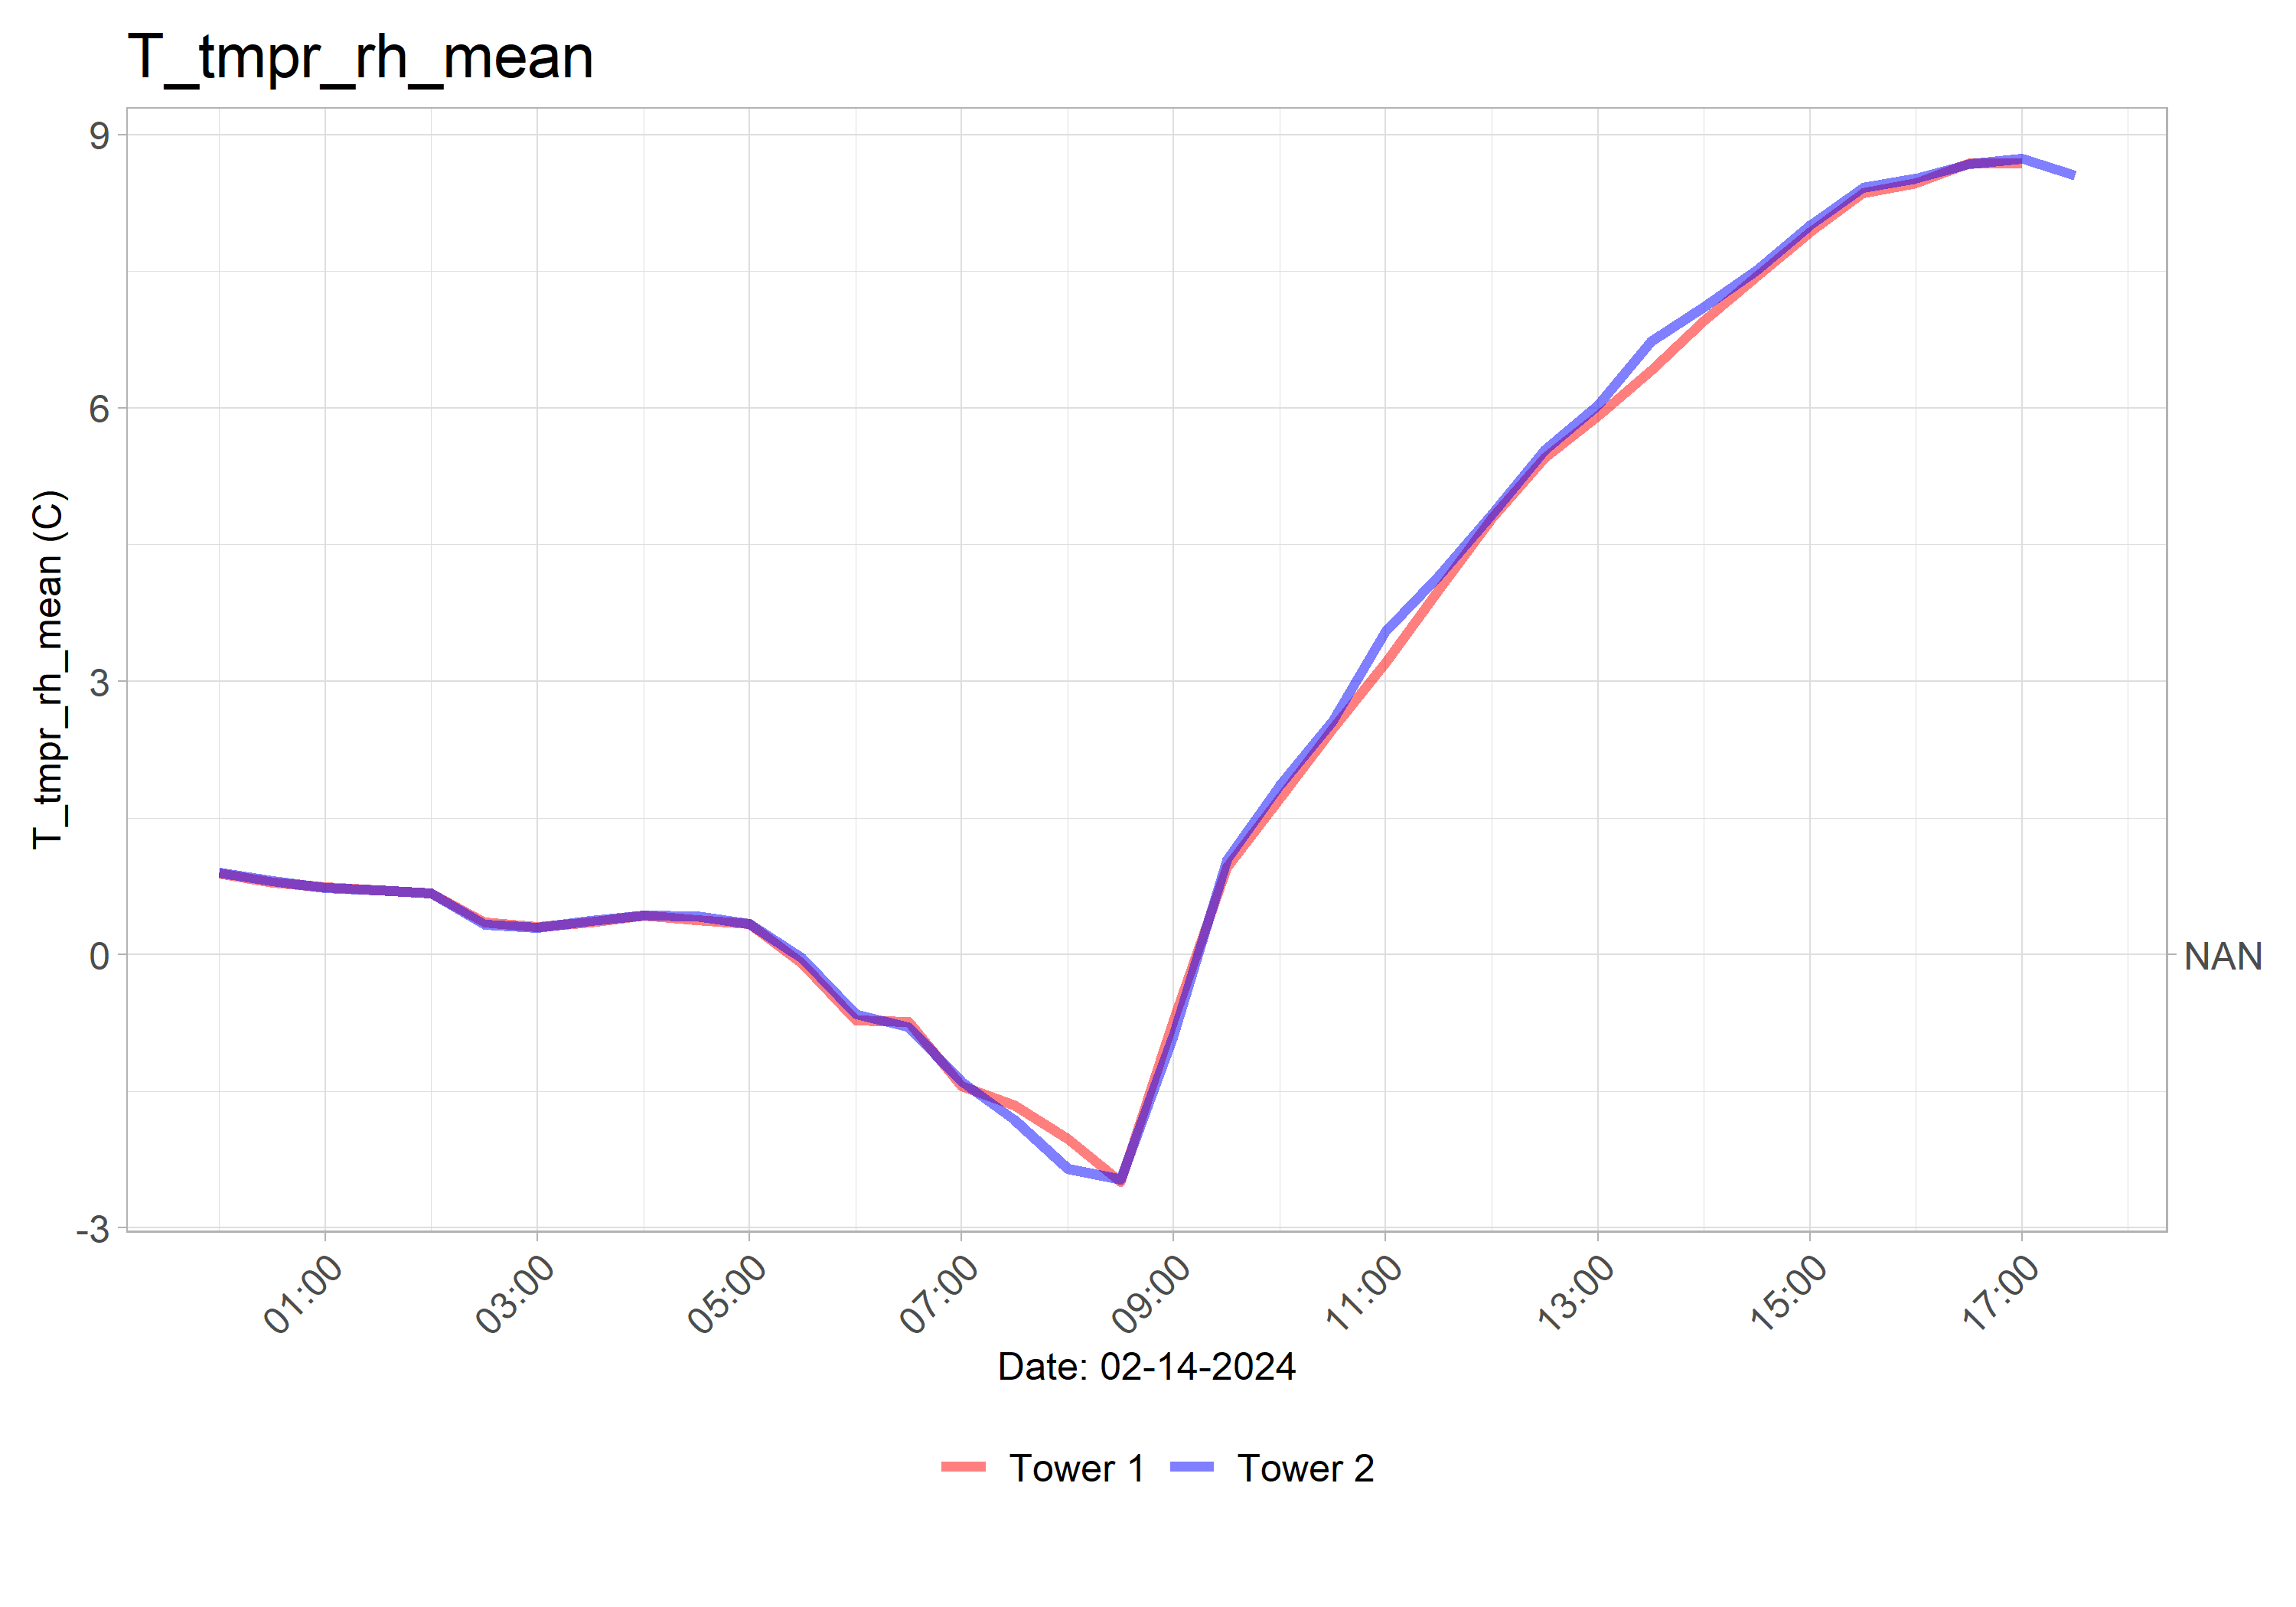 T_tmpr_rh_mean
9
6
3
0
-3
T_tmpr_rh_mean (C)
NAN
01:00
03:00
05:00
07:00
09:00
11:00
13:00
15:00
17:00
Date: 02-14-2024
Tower 1
Tower 2